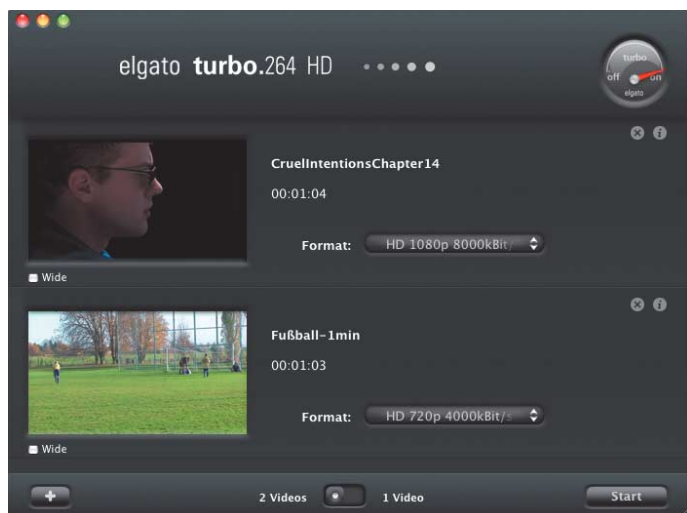 elgato turbo.264 HD
turbo
off on
elgato
CruelIntentionsChapter14
00:01:04
Format: HD 1080p 8000kBit/
Wide
Fußball-1min
00:01:03
Format: HD 720p 4000kBit/s
Wide
2 Videos 1 Video Start